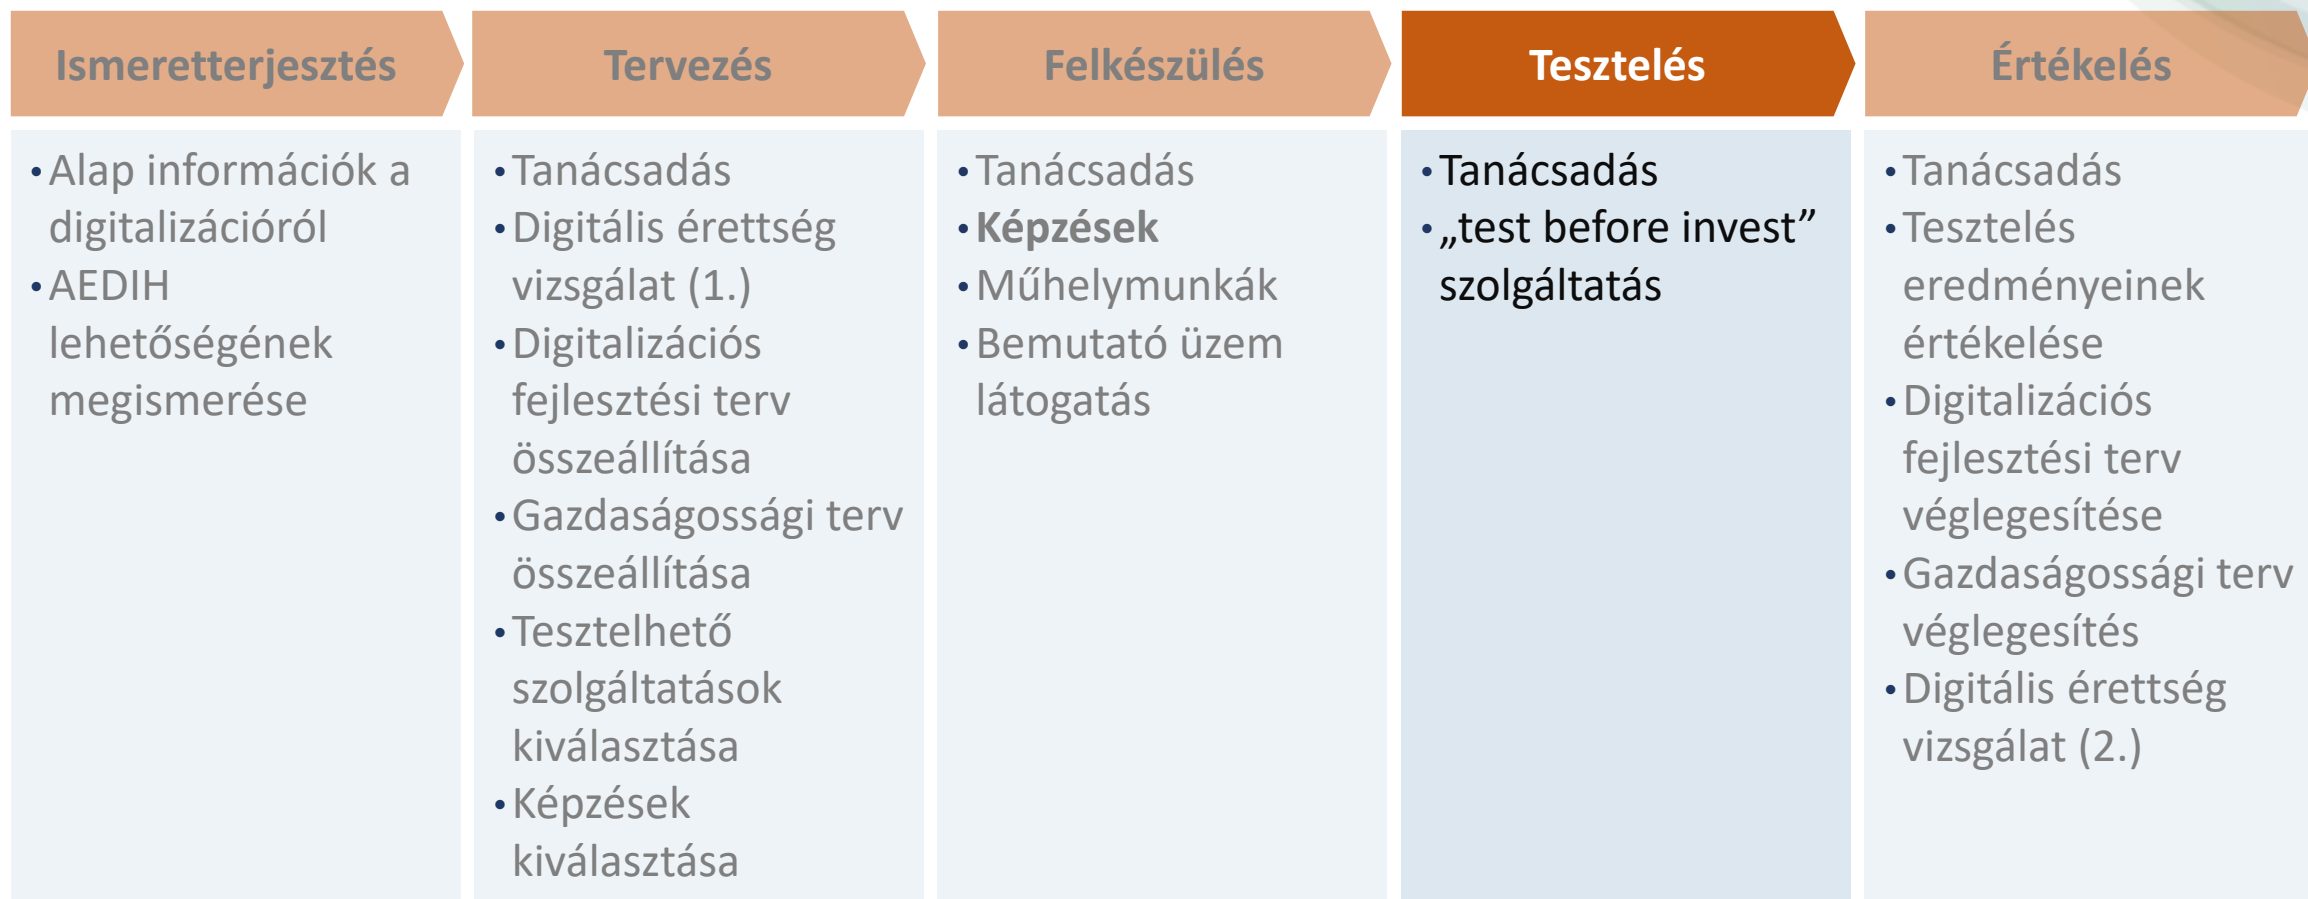 Ismeretterjesztés
• Alap információk a
digitalizációról
• AEDIH
lehetőségének
megismerése
Tervezés
• Tanácsadás
• Digitális érettség
vizsgálat (1.)
• Digitalizációs
fejlesztési terv
összeállítása
• Gazdaságossági terv
összeállítása
• Tesztelhető
szolgáltatások
kiválasztása
• Képzések
kiválasztása
Felkészülés
• Tanácsadás
• Képzések
• Műhelymunkák
• Bemutató üzem
látogatás
Tesztelés
• Tanácsadás
• „test before invest”
szolgáltatás
Értékelés
• Tanácsadás
• Tesztelés
eredményeinek
értékelése
• Digitalizációs
fejlesztési terv
véglegesítése
• Gazdaságossági terv
véglegesítés
• Digitális érettség
vizsgálat (2.)